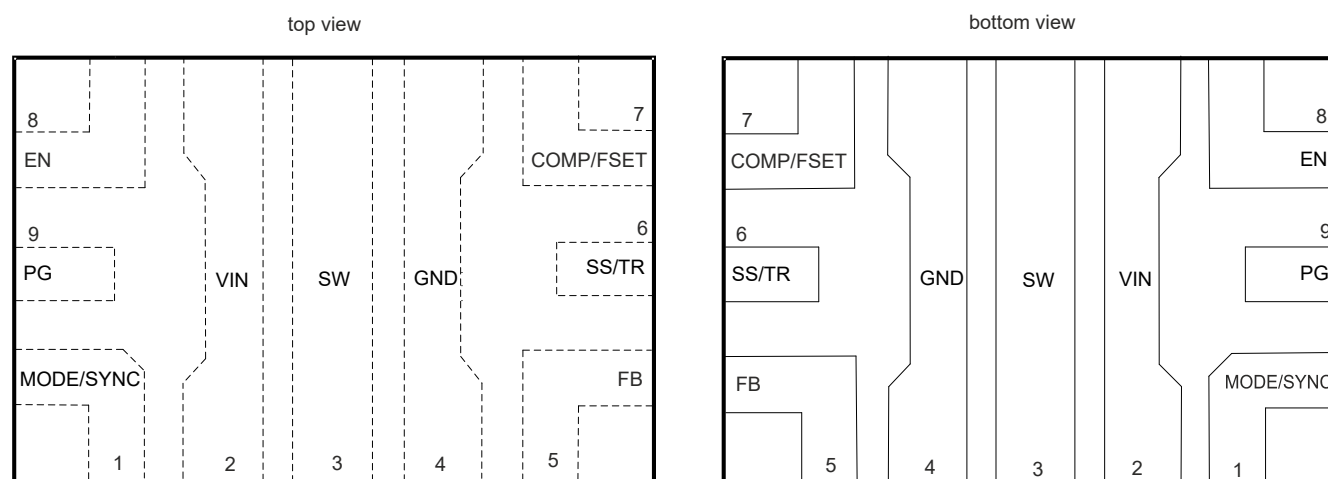 top view
8
7
EN
COMP/FSET
9
6
PG
VIN
SW
GND
SS/TR
MODE/SYNC
FB
1
2
3
4
5
bottom view
7
8
COMP/FSET
EN
6
9
SS/TR
GND
SW
VIN
PG
FB
MODE/SYNC
5
4
3
2
1